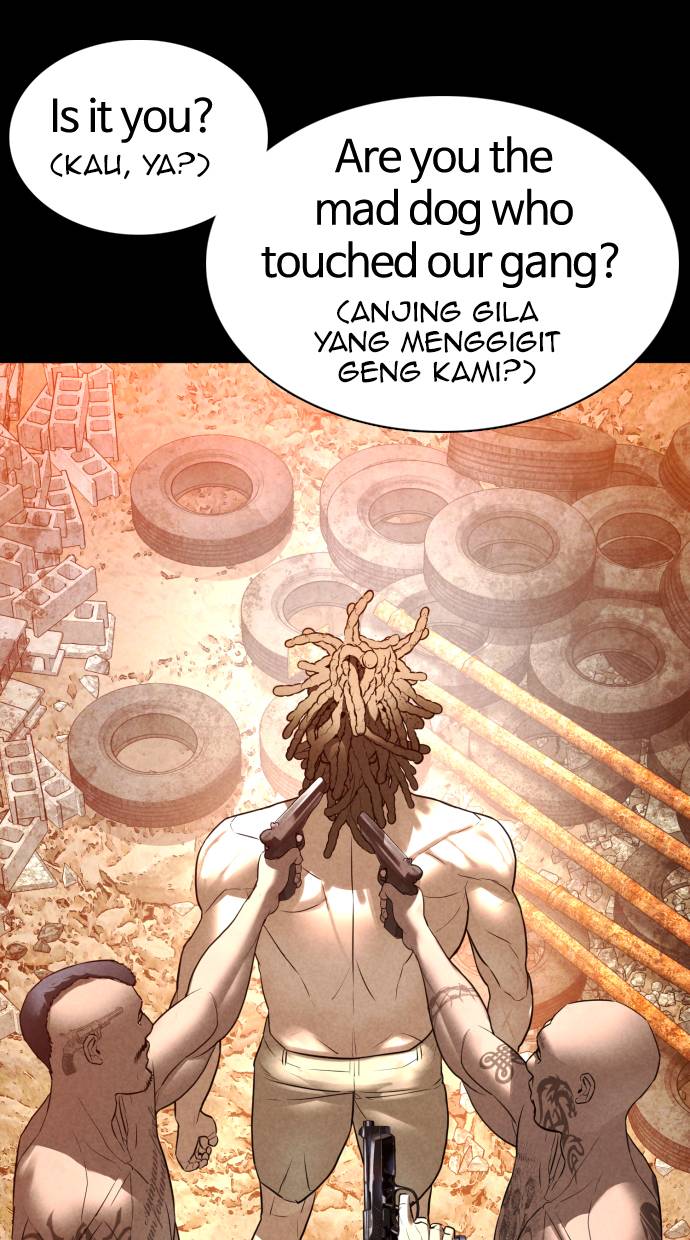 Is it you?
(KAU, YA?)
Are you the
mad dog who
touched our gang?
(ANJING GILA
YANG MENGGIGIT
GENG KAMI?)